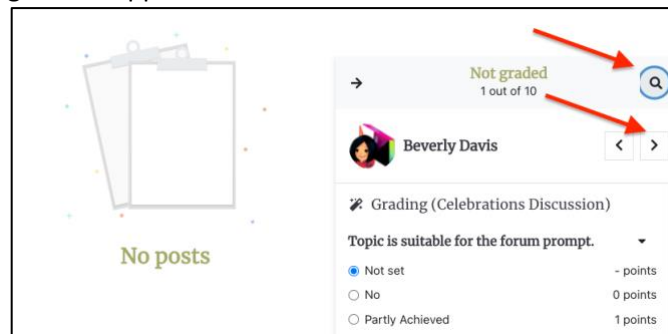 No posts
Not graded
1 out of 10
Beverly Davis
Grading (Celebrations Discussion)
Topic is suitable for the forum prompt.
Not set - points
No 0 points
Partly Achieved 1 points